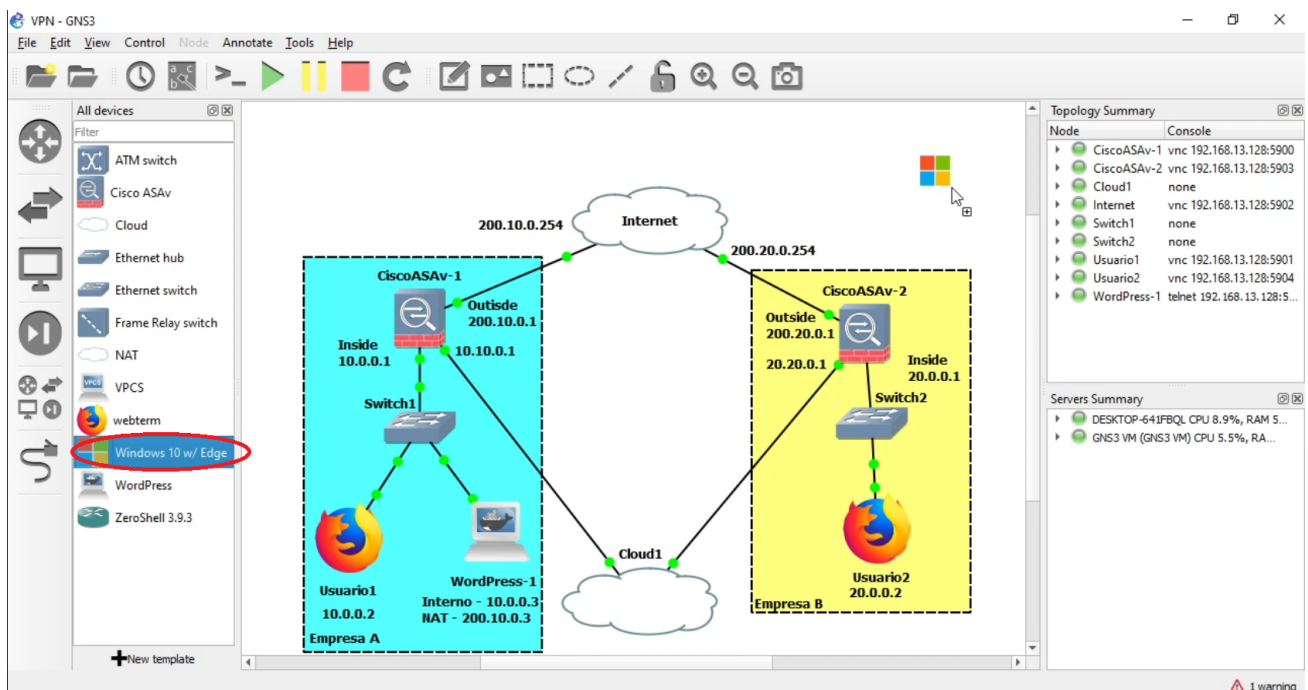 VPN - GNS3
File Edit View Control Node Annotate Tools Help
All devices
Filter
ATM switch
Cisco ASAv
Cloud
Ethernet hub
Ethernet switch
Frame Relay switch
NAT
VPCS
webterm
Windows 10 w/ Edge
WordPress
ZeroShell 3.9.3
New template
Internet
200.10.0.254
200.20.0.254
CiscoASAv-1
Outisde
200.10.0.1
Inside
10.0.0.1
10.10.0.1
Switch1
Usuario1
10.0.0.2
WordPress-1
Interno - 10.0.0.3
NAT - 200.10.0.3
Empresa A
Cloud1
CiscoASAv-2
Outside
200.20.0.1
20.20.0.1
Inside
20.0.0.1
Switch2
Usuario2
20.0.0.2
Empresa B
Topology Summary
Node Console
CiscoASAv-1 vnc 192.168.13.128:5900
CiscoASAv-2 vnc 192.168.13.128:5903
Cloud1 none
Internet vnc 192.168.13.128:5902
Switch1 none
Switch2 none
Usuario1 vnc 192.168.13.128:5901
Usuario2 vnc 192.168.13.128:5904
WordPress-1 telnet 192.168.13.128:5...
Servers Summary
DESKTOP-641FBQL CPU 8.9%, RAM 5...
GNS3 VM (GNS3 VM) CPU 5.5%, RA...
1 warning